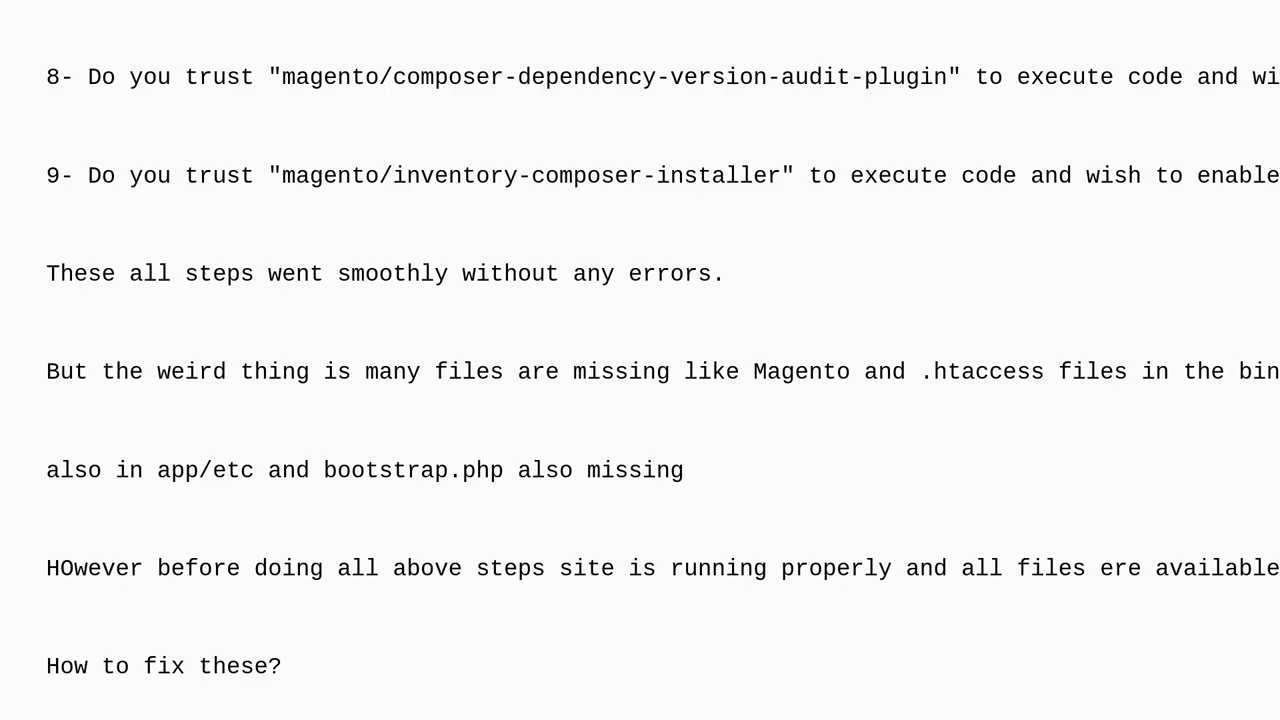 8- Do you trust "magento/composer-dependency-version-audit-plugin" to execute code and wi
9- Do you trust "magento/inventory-composer-installer" to execute code and wish to enable
These all steps went smoothly without any errors.
But the weird thing is many files are missing like Magento and .htaccess files in the bin
also in app/etc and bootstrap.php also missing
HOwever before doing all above steps site is running properly and all files ere available
How to fix these?